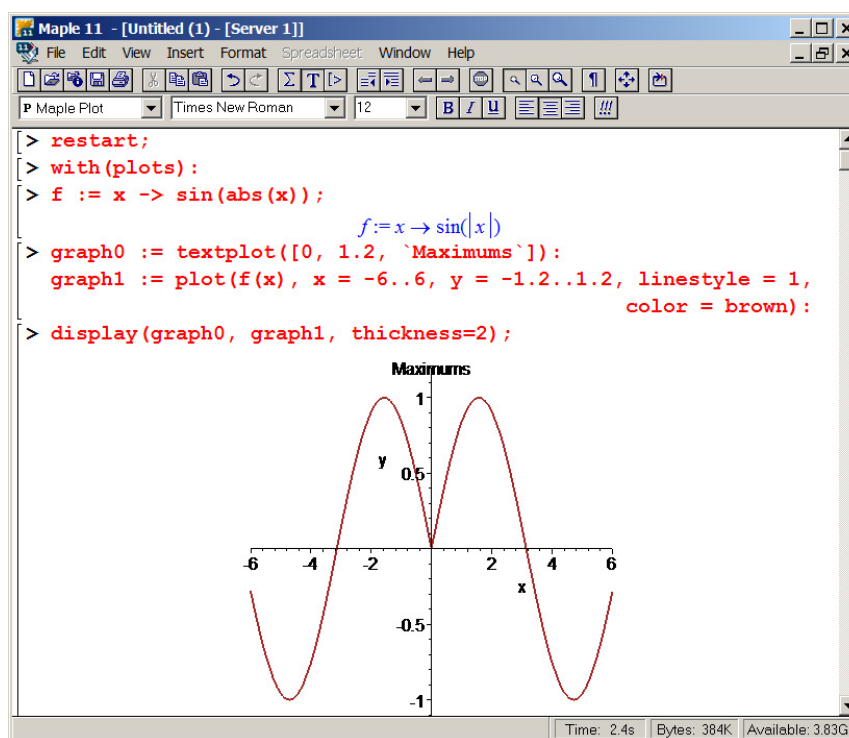 Maple 11 - [Untitled (1) - [Server 1]]
File Edit View Insert Format Spreadsheet Window Help
P Maple Plot Times New Roman 12 B I U !!!
[> restart;
[> with(plots):
[> f := x -> sin(abs(x));
f := x → sin(|x|)
[> graph0 := textplot([0, 1.2, `Maximums`]):
graph1 := plot(f(x), x = -6..6, y = -1.2..1.2, linestyle = 1,
color = brown):
[> display(graph0, graph1, thickness=2);
Maximums
1
y
0.5
-6 -4 -2 2 4 6
x
-0.5
-1
Time: 2.4s Bytes: 384K Available: 3.83G